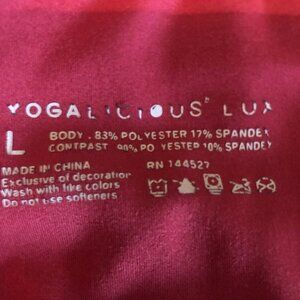 YOGALICIOUS® LUX
L
BODY . 83% POLYESTER 17% SPANDEX
CONTRAST 90% POLYESTER 10% SPANDEX
MADE IN CHINA
RN 144527
Exclusive of decoration
Wash with like colors
Do not use softeners